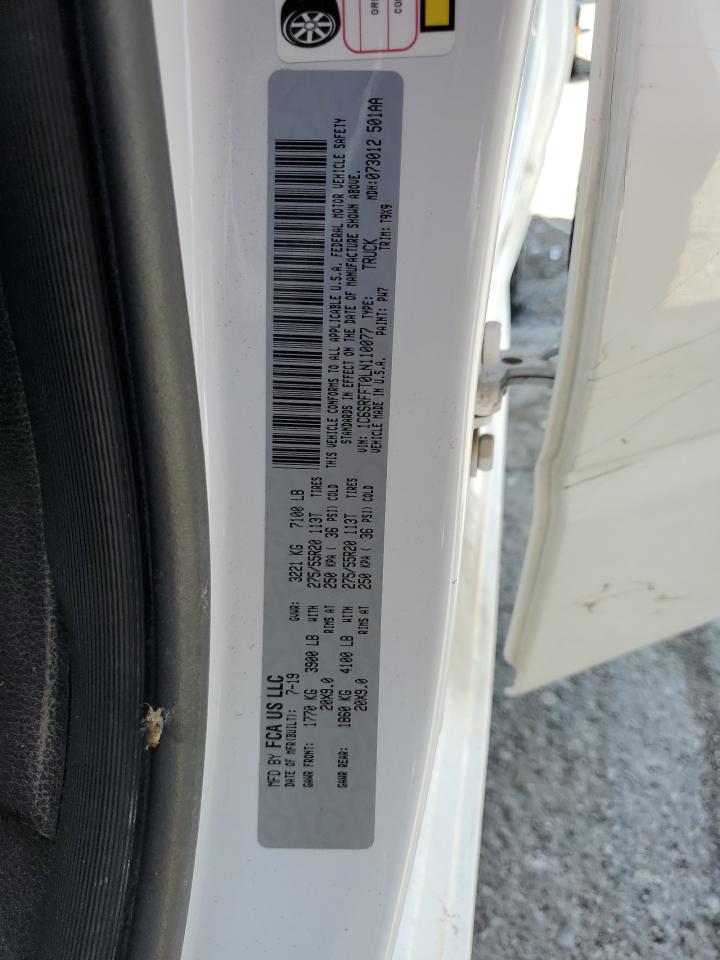 MFD BY FCA US LLC
DATE OF MFR(BUILT): 7-19 GVWR: 3221 KG 7100 LB
GAWR FRONT: 1770 KG 3900 LB WITH 275/55R20 113T TIRES
20X9.0 RIMS AT 250 KPA ( 36 PSI) COLD
GAWR REAR: 1860 KG 4100 LB WITH 275/55R20 113T TIRES
20X9.0 RIMS AT 250 KPA ( 36 PSI) COLD
THIS VEHICLE CONFORMS TO ALL APPLICABLE U.S.A. FEDERAL MOTOR VEHICLE SAFETY
STANDARDS IN EFFECT ON THE DATE OF MANUFACTURE SHOWN ABOVE.
VIN: 1C6SRFFT0LN110077 TYPE: TRUCK MDH:073012 501AA
VEHICLE MADE IN U.S.A. PAINT: PW7 TRIM: T9X9